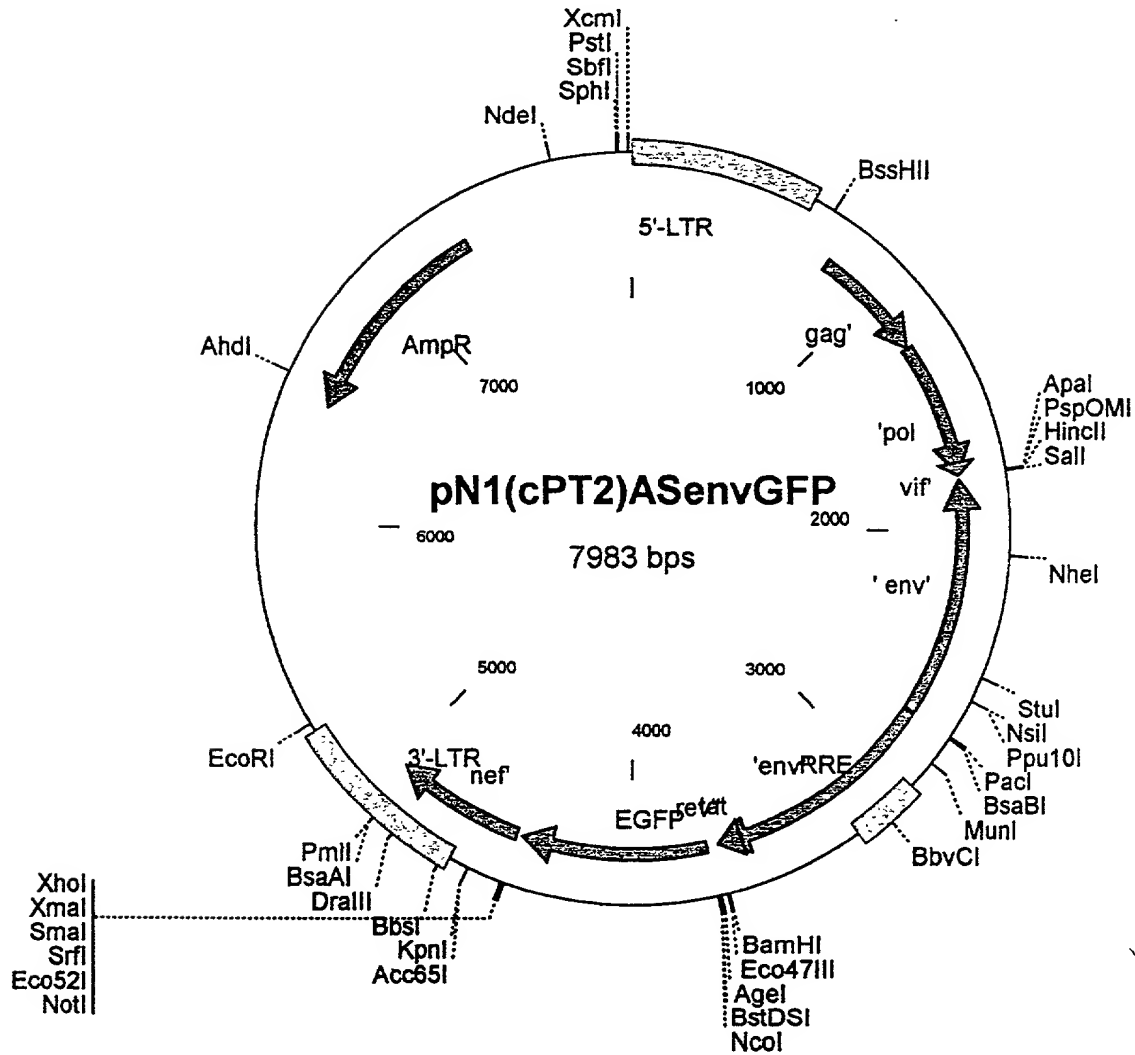 XcmI
PstI
SbfI
SphI
NdeI
BssHII
5'-LTR
AhdI
AmpR
gag'
7000
1000
ApaI
PspOMI
HincII
SalI
'pol
vif'
pN1(cPT2)ASenvGFP
6000
2000
7983 bps
NheI
' env'
5000
3000
StuI
NsiI
Ppu10I
PacI
BsaBI
MunI
BbvCI
EcoRI
3'-LTR
nef'
4000
'env
RRE
EGFP
PmlI
BsaAI
DraIII
BbsI
KpnI
Acc65I
XhoI
XmaI
SmaI
SrfI
Eco52I
NotI
BamHI
Eco47III
AgeI
BstDSI
NcoI